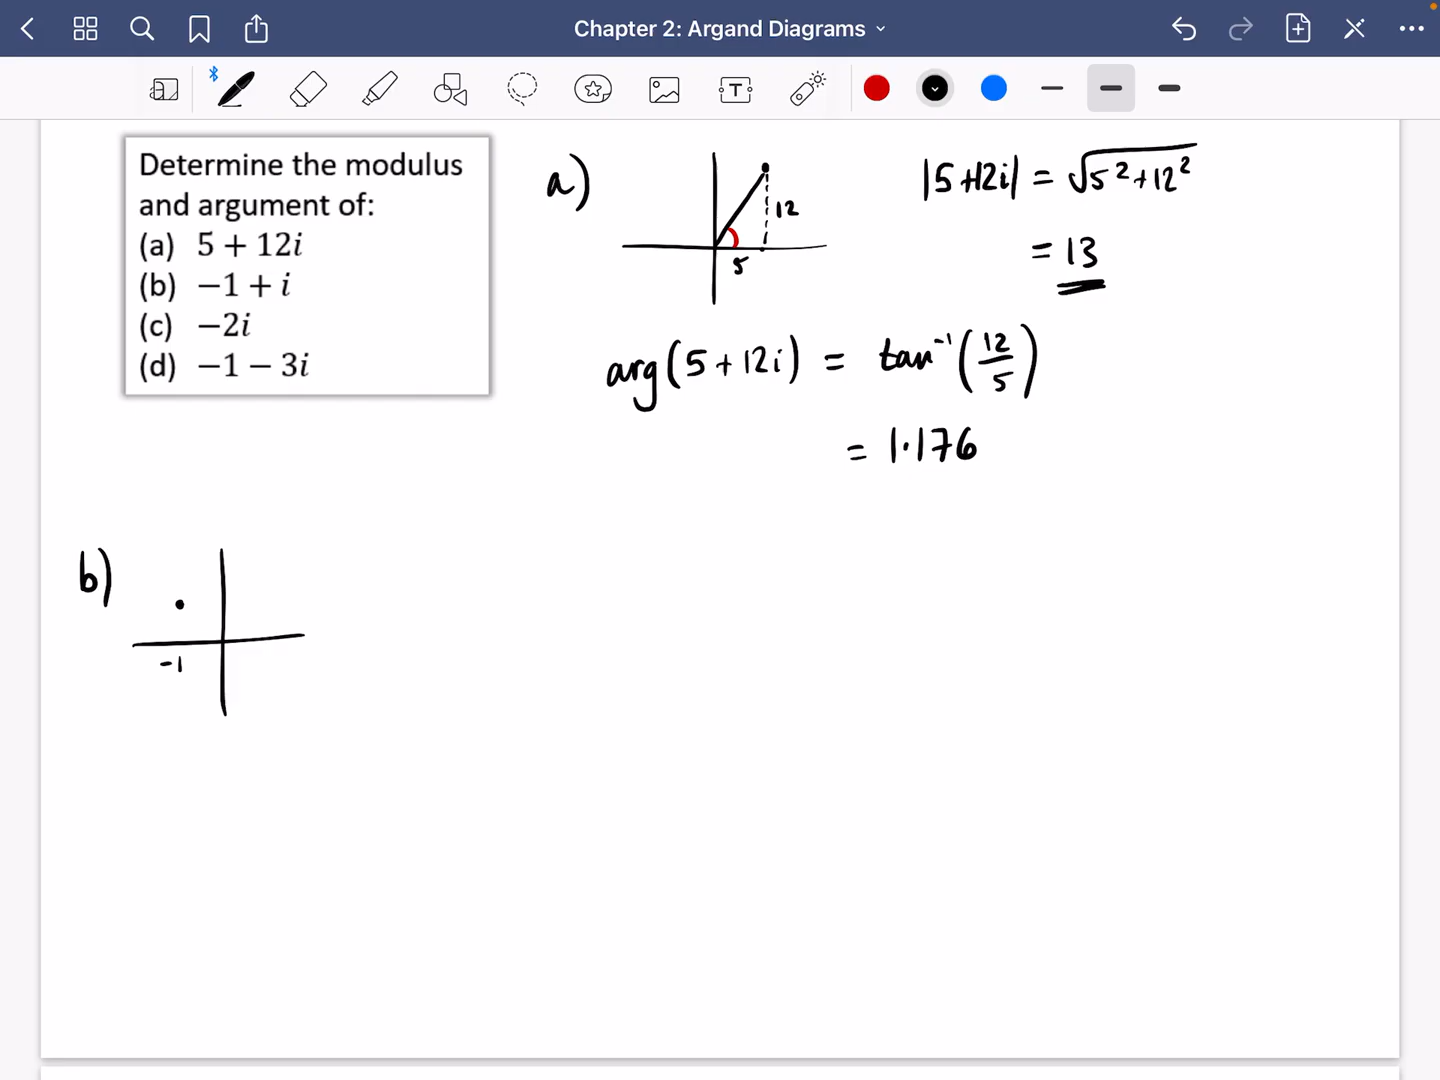 Chapter 2: Argand Diagrams
Determine the modulus
and argument of:
(a) 5 + 12i
(b) −1 + i
(c) −2i
(d) −1 − 3i
a)
12
5
|5+12i| = √5² + 12²
= 13
arg(5 + 12i) = tan⁻¹(12/5)
= 1.176
b)
-1